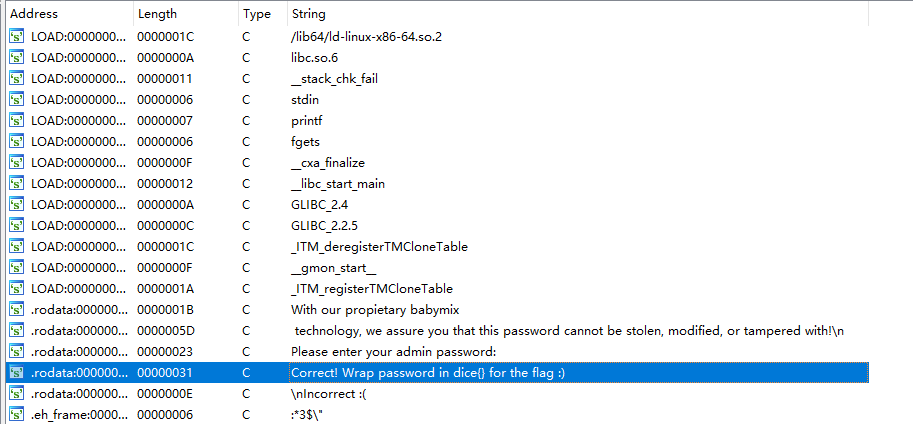 Address Length Type String
LOAD:0000000... 0000001C C /lib64/ld-linux-x86-64.so.2
LOAD:0000000... 0000000A C libc.so.6
LOAD:0000000... 00000011 C __stack_chk_fail
LOAD:0000000... 00000006 C stdin
LOAD:0000000... 00000007 C printf
LOAD:0000000... 00000006 C fgets
LOAD:0000000... 0000000F C __cxa_finalize
LOAD:0000000... 00000012 C __libc_start_main
LOAD:0000000... 0000000A C GLIBC_2.4
LOAD:0000000... 0000000C C GLIBC_2.2.5
LOAD:0000000... 0000001C C _ITM_deregisterTMCloneTable
LOAD:0000000... 0000000F C __gmon_start__
LOAD:0000000... 0000001A C _ITM_registerTMCloneTable
.rodata:000000... 0000001B C With our propietary babymix
.rodata:000000... 0000005D C technology, we assure you that this password cannot be stolen, modified, or tampered with!\n
.rodata:000000... 00000023 C Please enter your admin password:
.rodata:000000... 00000031 C Correct! Wrap password in dice{} for the flag :)
.rodata:000000... 0000000E C \nIncorrect :(
.eh_frame:0000... 00000006 C :*3$\"